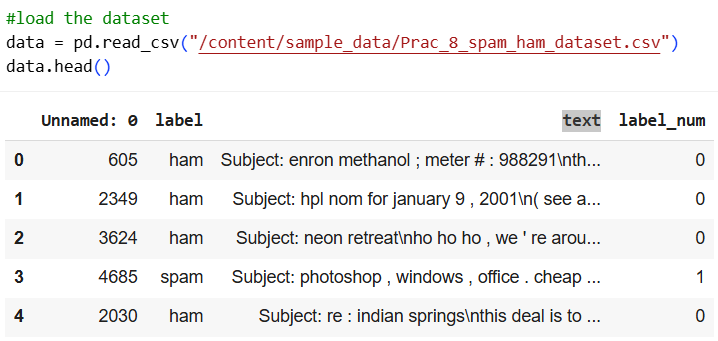 #load the dataset
data = pd.read_csv("/content/sample_data/Prac_8_spam_ham_dataset.csv")
data.head()
Unnamed: 0 label text label_num
0 605 ham Subject: enron methanol ; meter # : 988291\nth... 0
1 2349 ham Subject: hpl nom for january 9 , 2001\n( see a... 0
2 3624 ham Subject: neon retreat\nho ho ho , we ' re arou... 0
3 4685 spam Subject: photoshop , windows , office . cheap ... 1
4 2030 ham Subject: re : indian springs\nthis deal is to ... 0